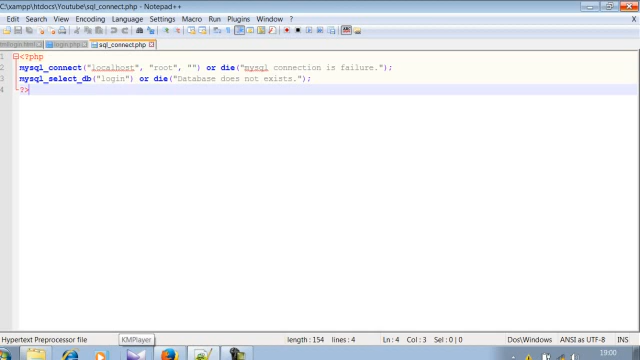 C:\xampp\htdocs\Youtube\sql_connect.php - Notepad++
Edit Search View Encoding Language Settings Macro Run Plugins Window ?
login.php sql_connect.php
1 <?php
2 mysql_connect("localhost", "root", "") or die("mysql connection is failure.");
3 mysql_select_db("login") or die("Database does not exists.");
4 ?>
Hypertext Preprocessor file length : 154 lines : 4 Ln : 4 Col : 3 Sel : 0 | 0 Dos\Windows ANSI as UTF-8 INS
KMPlayer
19:00